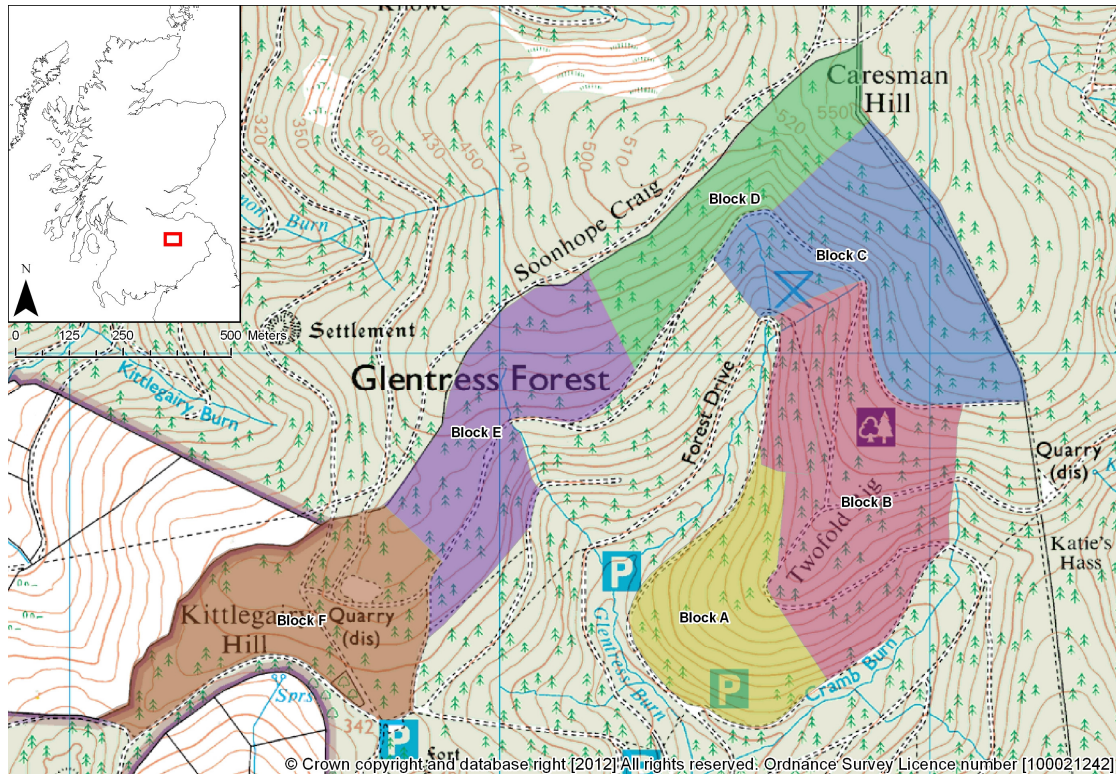 Knowe
N
0 125 250 500 Meters
320
350
400
430
450
470
500
510
520
550
Caresman
Hill
Burn
Soonhope Craig
Block D
Block C
Settlement
Kittlegairy Burn
Glentress Forest
Forest Drive
Block E
Quarry
(dis)
Block B
Twofold Craig
Katie's
Hass
P
Kittlegairy
Hill
Block F
Quarry
(dis)
Block A
Glentress Burn
P
Cramb Burn
Sprs
342
P
fort
© Crown copyright and database right [2012] All rights reserved. Ordnance Survey Licence number [100021242]